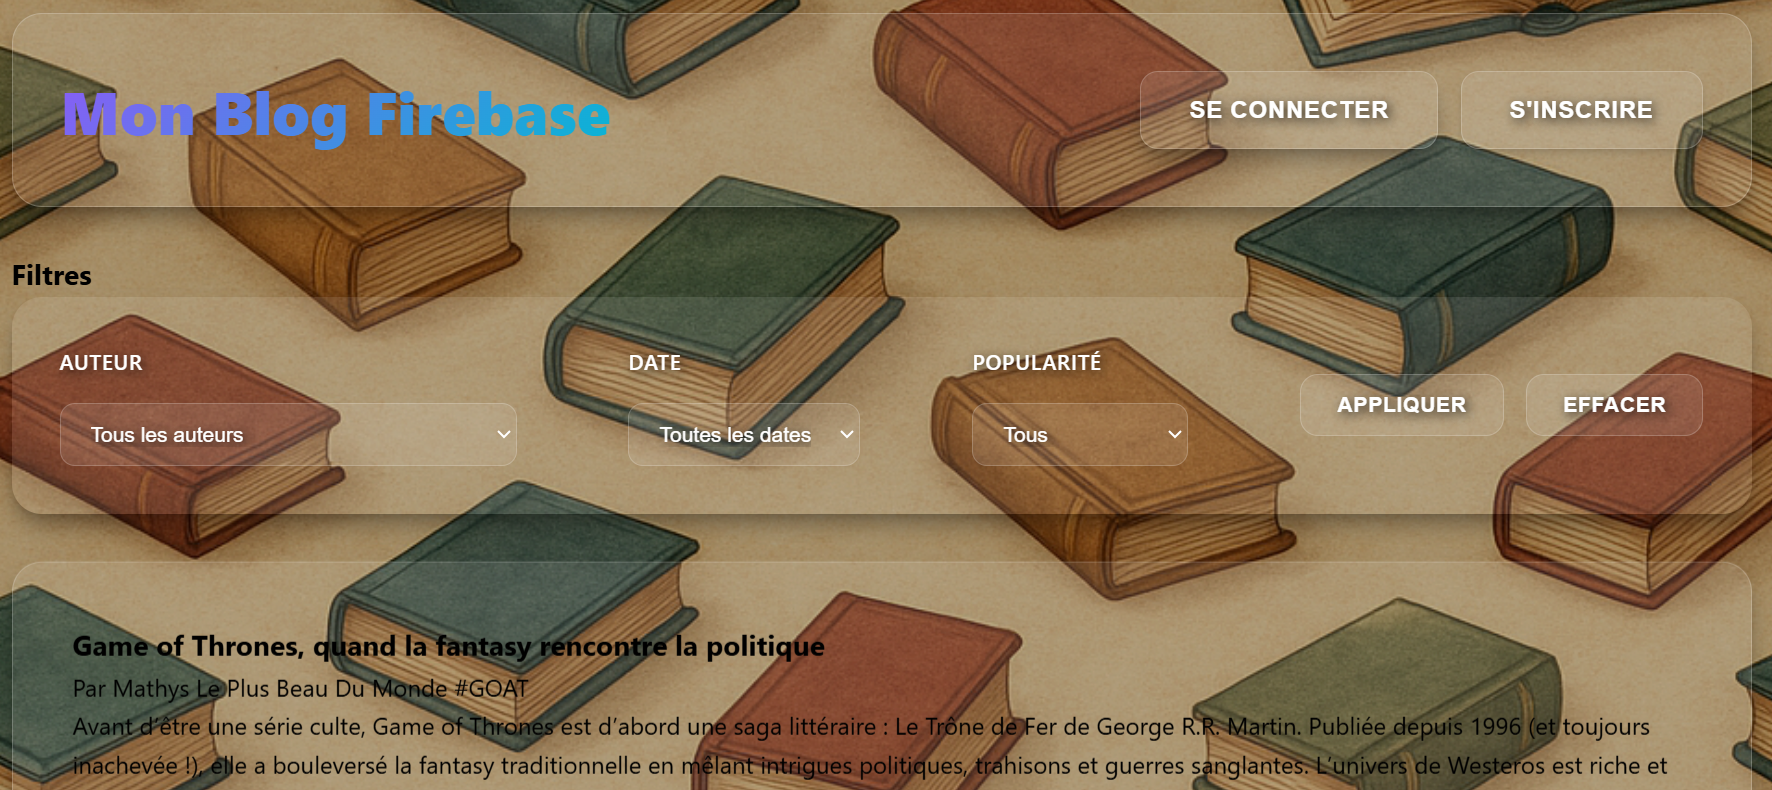 Mon Blog Firebase
SE CONNECTER
S'INSCRIRE
Filtres
AUTEUR
DATE
POPULARITÉ
Tous les auteurs
Toutes les dates
Tous
APPLIQUER
EFFACER
Game of Thrones, quand la fantasy rencontre la politique
Par Mathys Le Plus Beau Du Monde #GOAT
Avant d’être une série culte, Game of Thrones est d’abord une saga littéraire : Le Trône de Fer de George R.R. Martin. Publiée depuis 1996 (et toujours
inachevée !), elle a bouleversé la fantasy traditionnelle en mêlant intrigues politiques, trahisons et guerres sanglantes. L’univers de Westeros est riche et